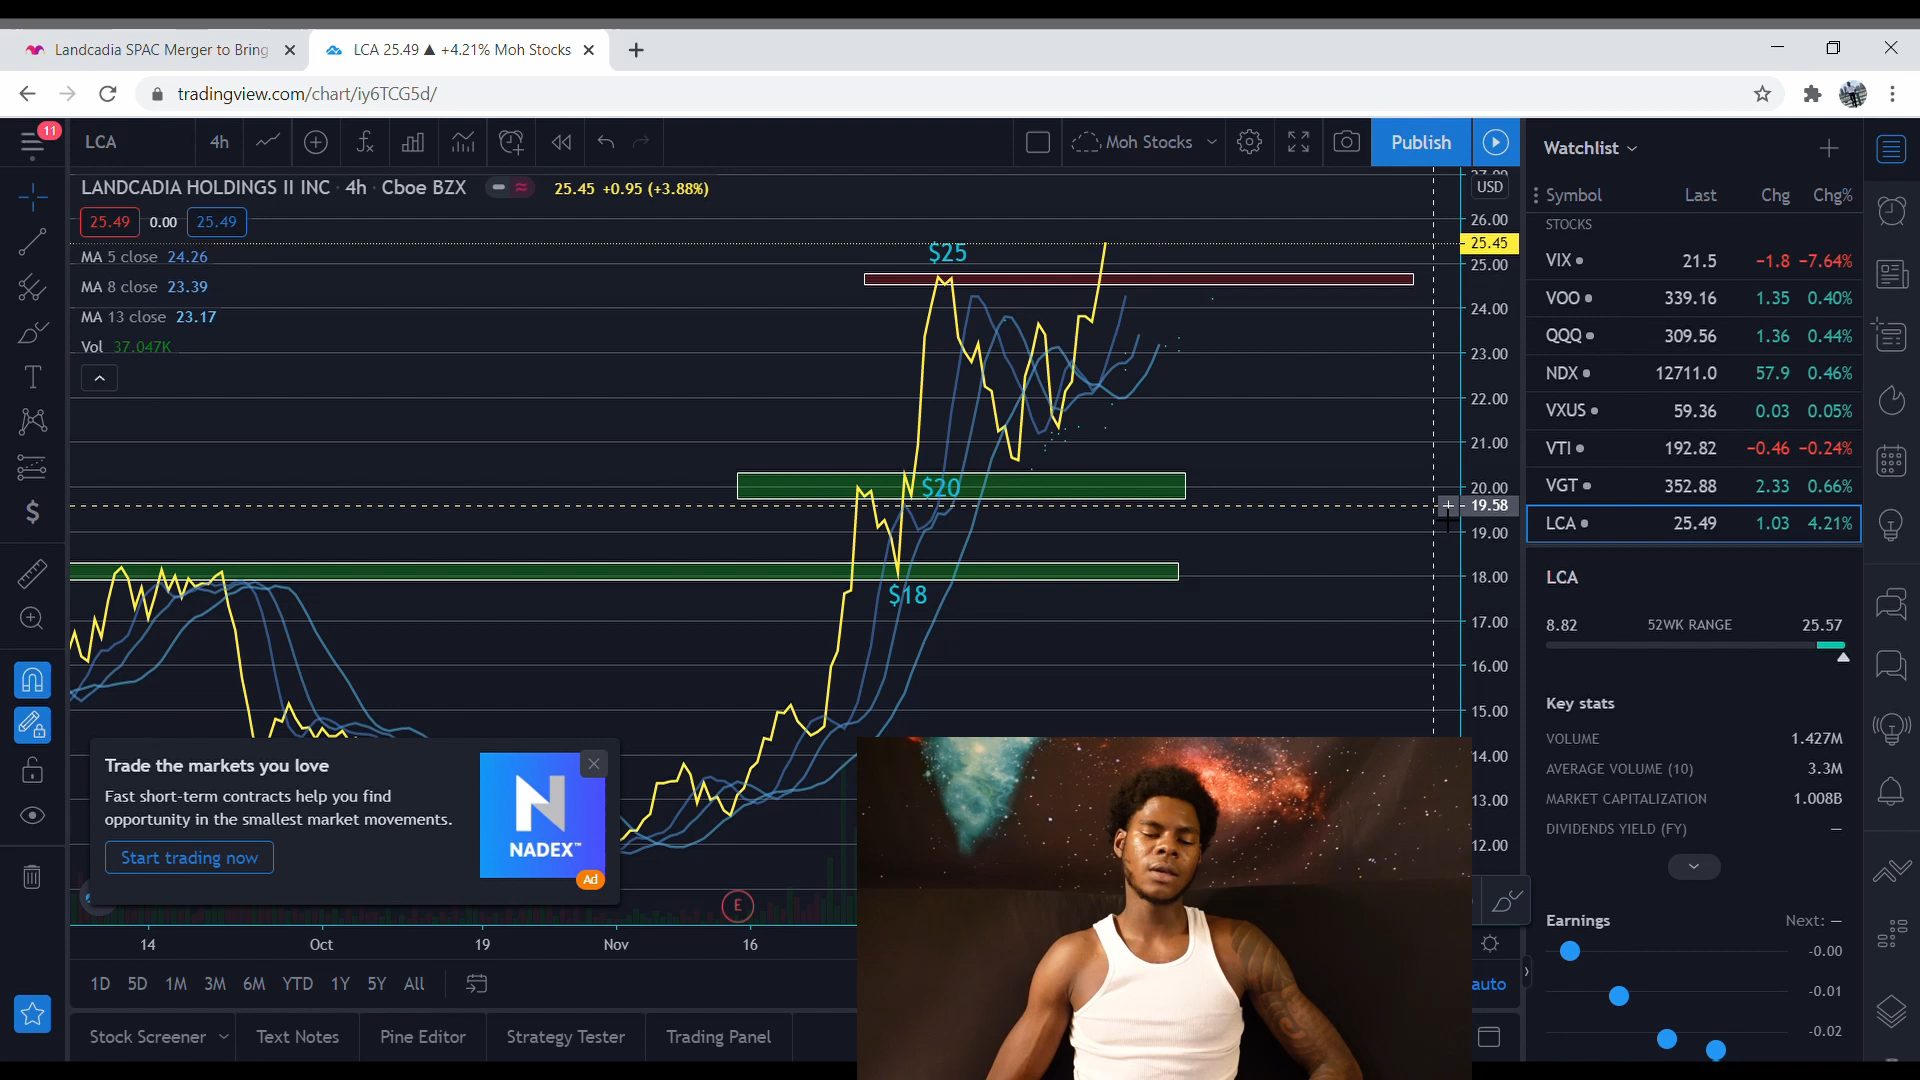 Landcadia SPAC Merger to Bring
LCA 25.49 ▲ +4.21% Moh Stocks
tradingview.com/chart/iy6TCG5d/
11
LCA
4h
Moh Stocks
Publish
LANDCADIA HOLDINGS II INC · 4h · Cboe BZX
25.45 +0.95 (+3.88%)
25.49 0.00 25.49
MA 5 close 24.26
MA 8 close 23.39
MA 13 close 23.17
Vol 37.047K
$25
$20
$18
27.00
USD
26.00
25.45
25.00
24.00
23.00
22.00
21.00
20.00
19.58
19.00
18.00
17.00
16.00
15.00
14.00
13.00
12.00
Trade the markets you love
Fast short-term contracts help you find
opportunity in the smallest market movements.
Start trading now
N
NADEX™
Ad
E
14 Oct 19 Nov 16
1D 5D 1M 3M 6M YTD 1Y 5Y All
auto
Stock Screener Text Notes Pine Editor Strategy Tester Trading Panel
Watchlist
Symbol Last Chg Chg%
STOCKS
VIX 21.5 −1.8 −7.64%
VOO 339.16 1.35 0.40%
QQQ 309.56 1.36 0.44%
NDX 12711.0 57.9 0.46%
VXUS 59.36 0.03 0.05%
VTI 192.82 −0.46 −0.24%
VGT 352.88 2.33 0.66%
LCA 25.49 1.03 4.21%
LCA
8.82 52WK RANGE 25.57
Key stats
VOLUME 1.427M
AVERAGE VOLUME (10) 3.3M
MARKET CAPITALIZATION 1.008B
DIVIDENDS YIELD (FY) —
Earnings Next: —
-0.00
-0.01
-0.02